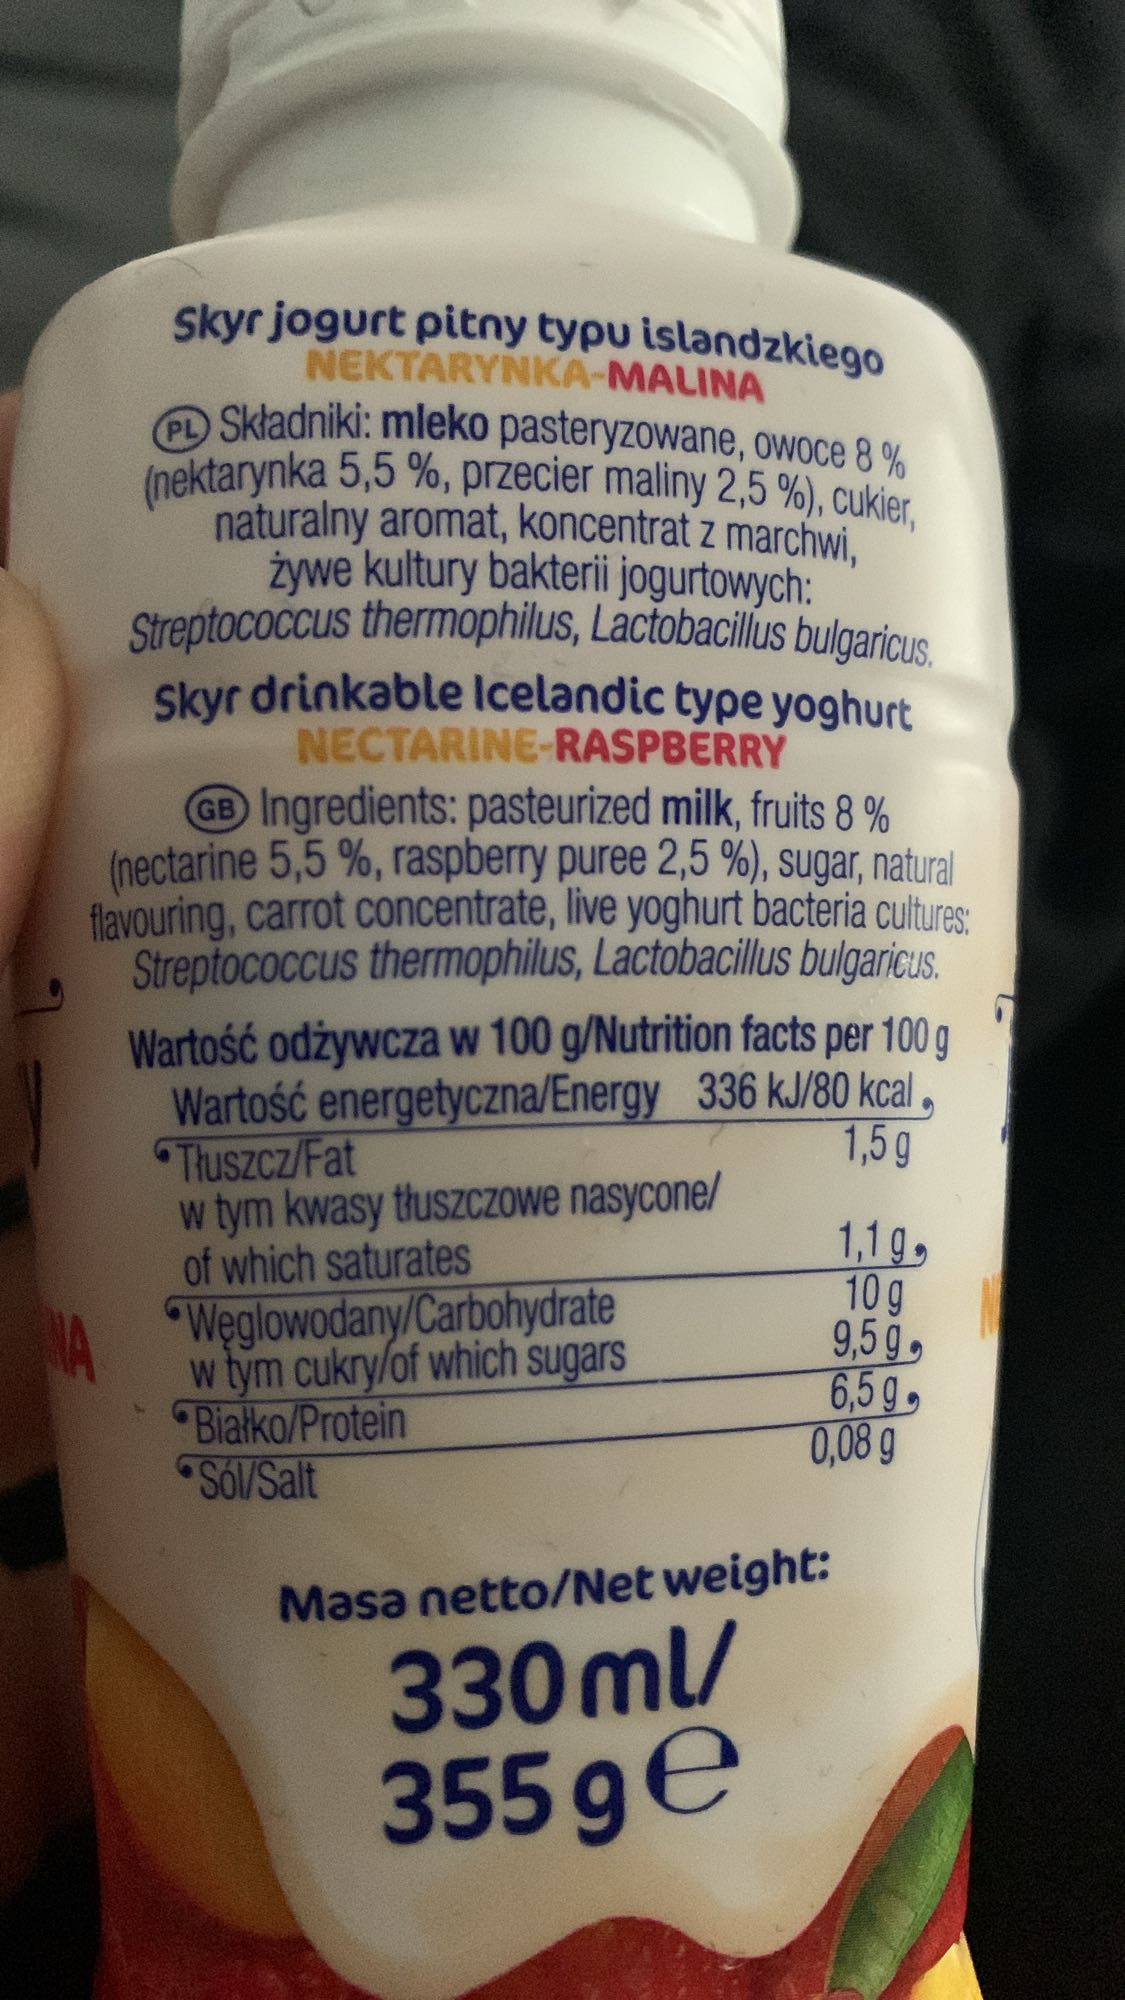 Skyr jogurt pitny typu islandzkiego
NEKTARYNKA-MALINA
PL Składniki: mleko pasteryzowane, owoce 8 %
(nektarynka 5,5 %, przecier maliny 2,5 %), cukier,
naturalny aromat, koncentrat z marchwi,
żywe kultury bakterii jogurtowych:
Streptococcus thermophilus, Lactobacillus bulgaricus.
Skyr drinkable Icelandic type yoghurt
NECTARINE-RASPBERRY
GB Ingredients: pasteurized milk, fruits 8 %
(nectarine 5,5 %, raspberry puree 2,5 %), sugar, natural
flavouring, carrot concentrate, live yoghurt bacteria cultures:
Streptococcus thermophilus, Lactobacillus bulgaricus.
Wartość odżywcza w 100 g/Nutrition facts per 100 g
Wartość energetyczna/Energy 336 kJ/80 kcal
Tłuszcz/Fat 1,5 g
w tym kwasy tłuszczowe nasycone/
of which saturates 1,1 g
Węglowodany/Carbohydrate 10 g
w tym cukry/of which sugars 9,5 g
Białko/Protein 6,5 g
Sól/Salt 0,08 g
Masa netto/Net weight:
330 ml/
355 g e